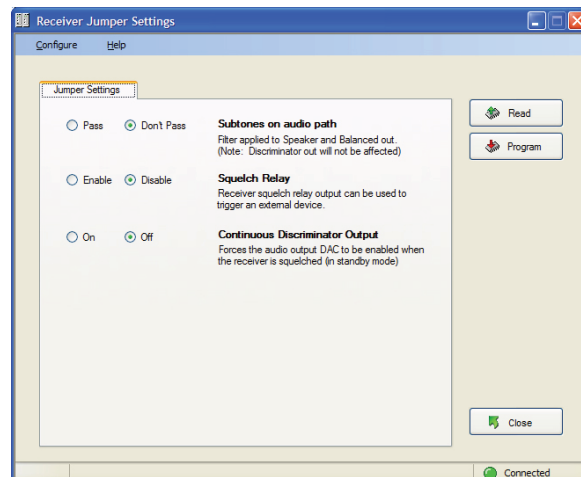 Receiver Jumper Settings
Configure Help
Jumper Settings
Pass Don't Pass Subtones on audio path
Filter applied to Speaker and Balanced out.
(Note: Discriminator out will not be affected)
Enable Disable Squelch Relay
Receiver squelch relay output can be used to
trigger an external device.
On Off Continuous Discriminator Output
Forces the audio output DAC to be enabled when
the receiver is squelched (in standby mode)
Read
Program
Close
Connected